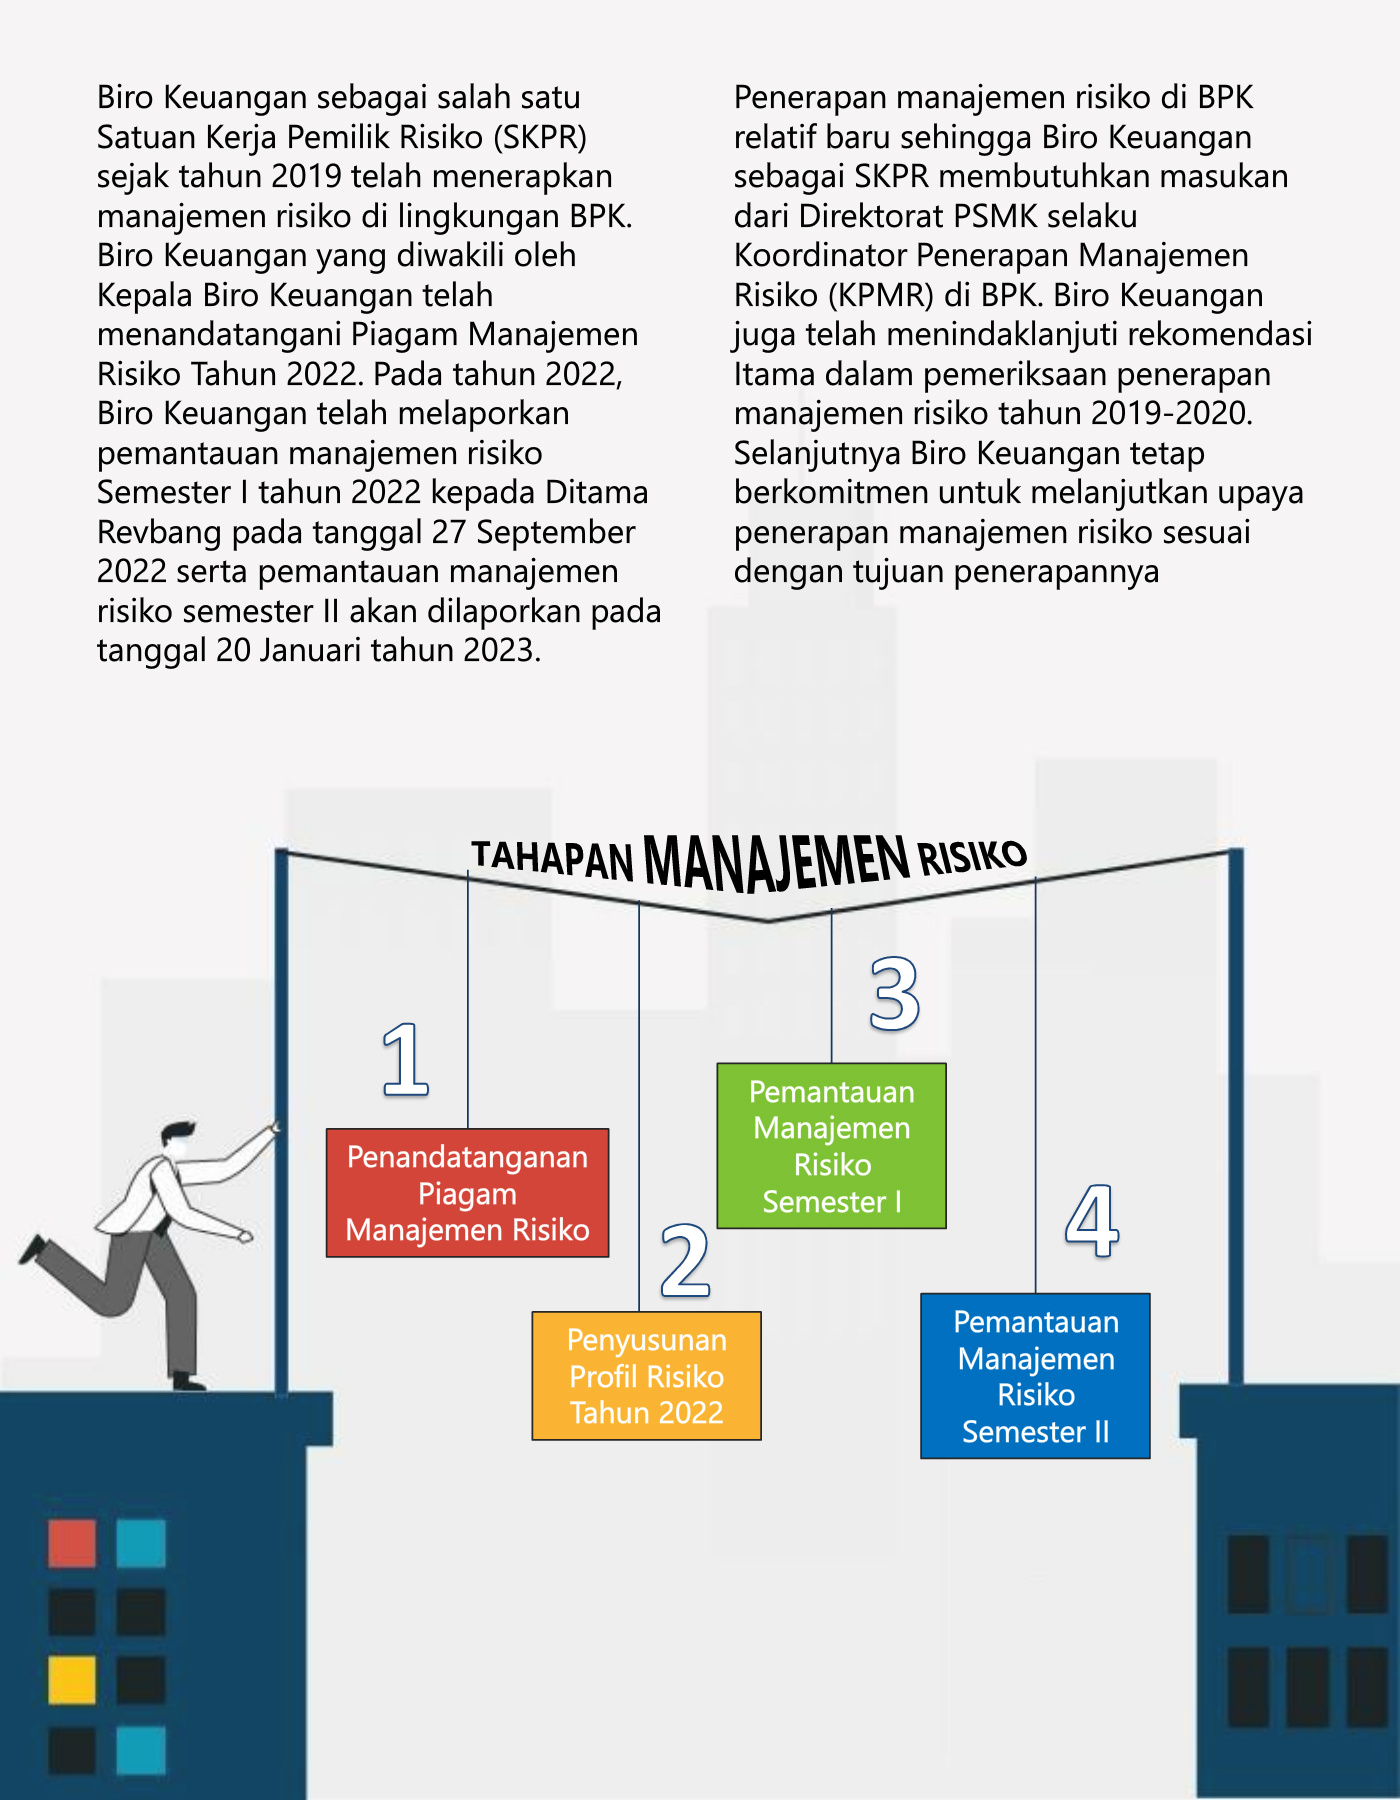 Biro Keuangan sebagai salah satu
Satuan Kerja Pemilik Risiko (SKPR)
sejak tahun 2019 telah menerapkan
manajemen risiko di lingkungan BPK.
Biro Keuangan yang diwakili oleh
Kepala Biro Keuangan telah
menandatangani Piagam Manajemen
Risiko Tahun 2022. Pada tahun 2022,
Biro Keuangan telah melaporkan
pemantauan manajemen risiko
Semester I tahun 2022 kepada Ditama
Revbang pada tanggal 27 September
2022 serta pemantauan manajemen
risiko semester II akan dilaporkan pada
tanggal 20 Januari tahun 2023.
Penerapan manajemen risiko di BPK
relatif baru sehingga Biro Keuangan
sebagai SKPR membutuhkan masukan
dari Direktorat PSMK selaku
Koordinator Penerapan Manajemen
Risiko (KPMR) di BPK. Biro Keuangan
juga telah menindaklanjuti rekomendasi
Itama dalam pemeriksaan penerapan
manajemen risiko tahun 2019-2020.
Selanjutnya Biro Keuangan tetap
berkomitmen untuk melanjutkan upaya
penerapan manajemen risiko sesuai
dengan tujuan penerapannya
TAHAPAN MANAJEMEN RISIKO
1
Penandatanganan
Piagam
Manajemen Risiko
2
Penyusunan
Profil Risiko
Tahun 2022
3
Pemantauan
Manajemen
Risiko
Semester I
4
Pemantauan
Manajemen
Risiko
Semester II